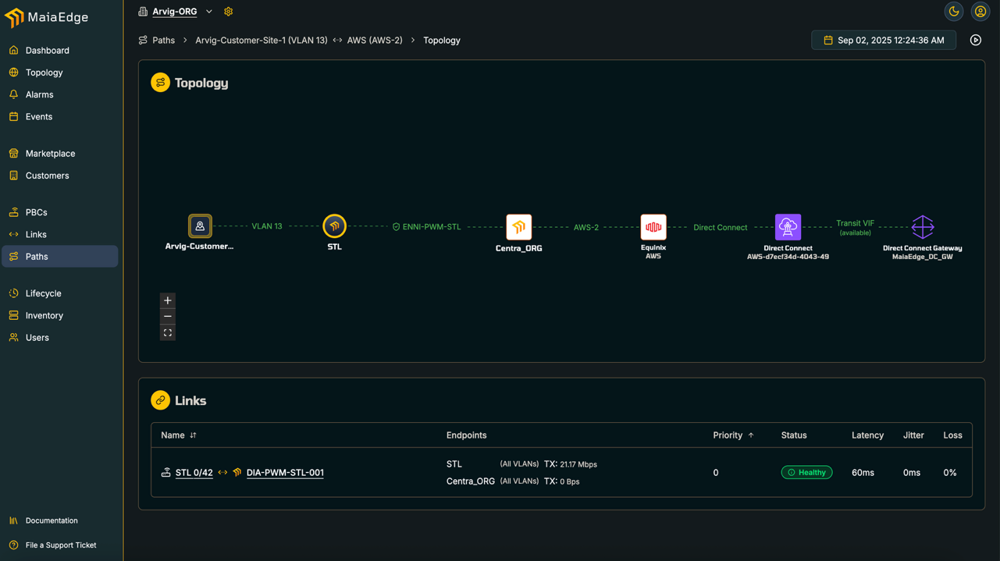 MaiaEdge
Dashboard
Topology
Alarms
Events
Marketplace
Customers
PBCs
Links
Paths
Lifecycle
Inventory
Users
Documentation
File a Support Ticket
Arvig-ORG
Paths > Arvig-Customer-Site-1 (VLAN 13) <-> AWS (AWS-2) > Topology
Sep 02, 2025 12:24:36 AM
Topology
Arvig-Customer...
VLAN 13
STL
ENNI-PWM-STL
Centra_ORG
AWS-2
Equinix
AWS
Direct Connect
Direct Connect
AWS-d7ecf34d-4043-49
Transit VIF
(available)
Direct Connect Gateway
MaiaEdge_DC_GW
Links
Name Endpoints Priority Status Latency Jitter Loss
STL 0/42 <-> DIA-PWM-STL-001
STL (All VLANs) TX: 21.17 Mbps
Centra_ORG (All VLANs) TX: 0 Bps
0 Healthy 60ms 0ms 0%